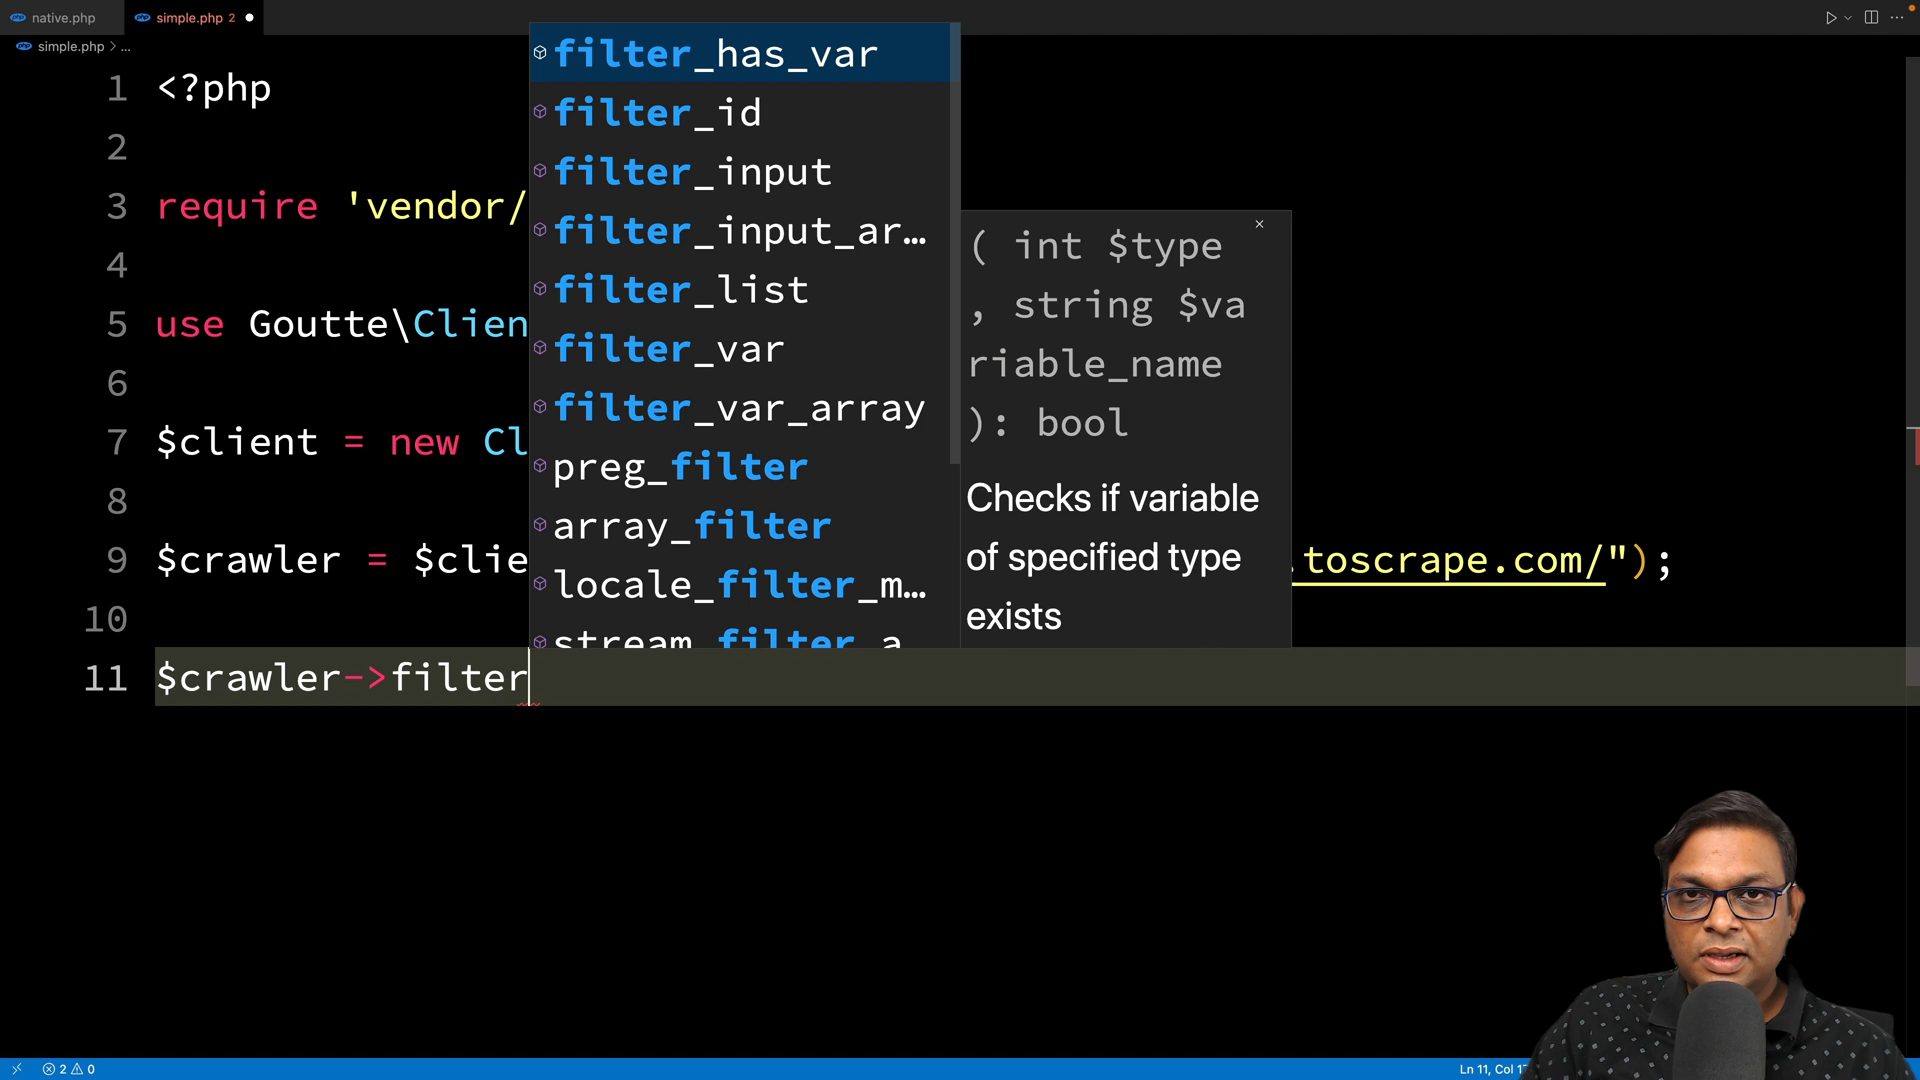 native.php
simple.php 2
simple.php > ...
1 <?php
2
3 require 'vendor/
4
5 use Goutte\Clien
6
7 $client = new Cl
8
9 $crawler = $clie
.toscrape.com/");
10
11 $crawler->filter
filter_has_var
filter_id
filter_input
filter_input_ar…
filter_list
filter_var
filter_var_array
preg_filter
array_filter
locale_filter_m…
stream_filter_a
( int $type
, string $va
riable_name
): bool
Checks if variable
of specified type
exists
2 0
Ln 11, Col 17